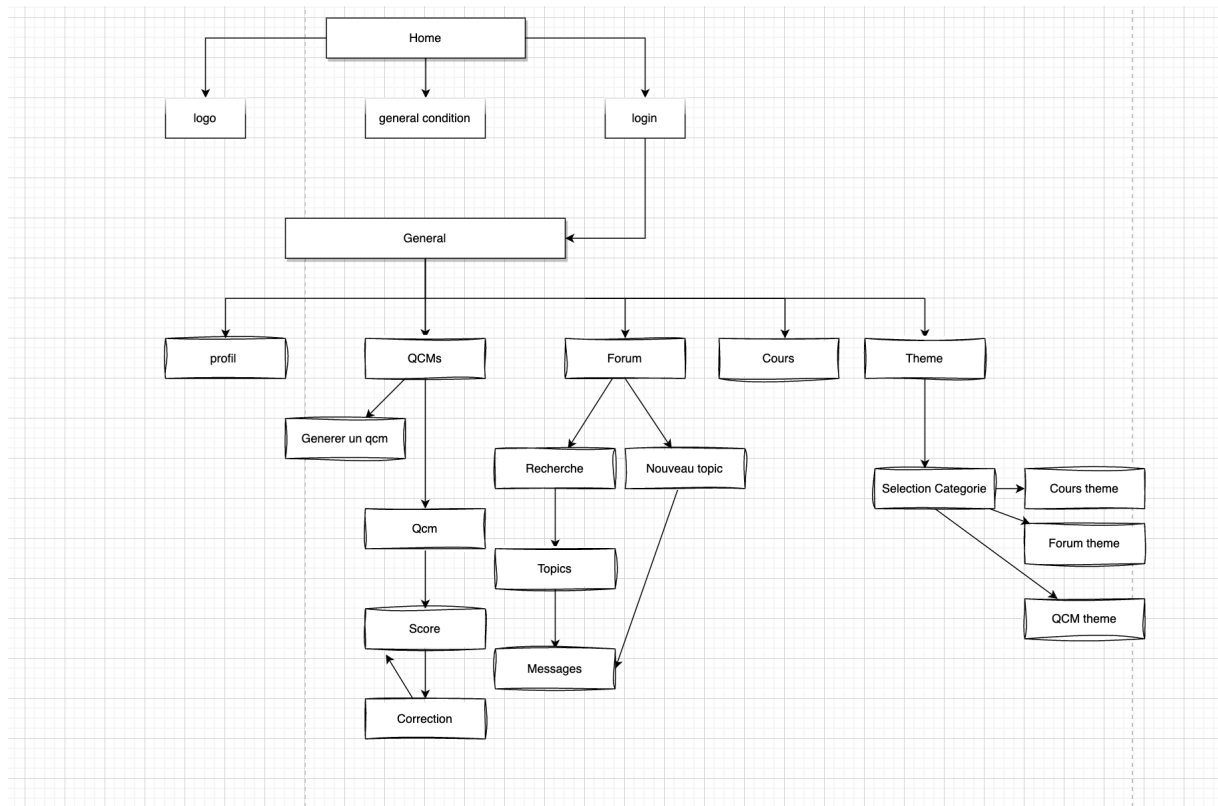 Home
logo
general condition
login
General
profil
QCMs
Forum
Cours
Theme
Generer un qcm
Recherche
Nouveau topic
Selection Categorie
Cours theme
Qcm
Forum theme
Topics
Score
QCM theme
Messages
Correction